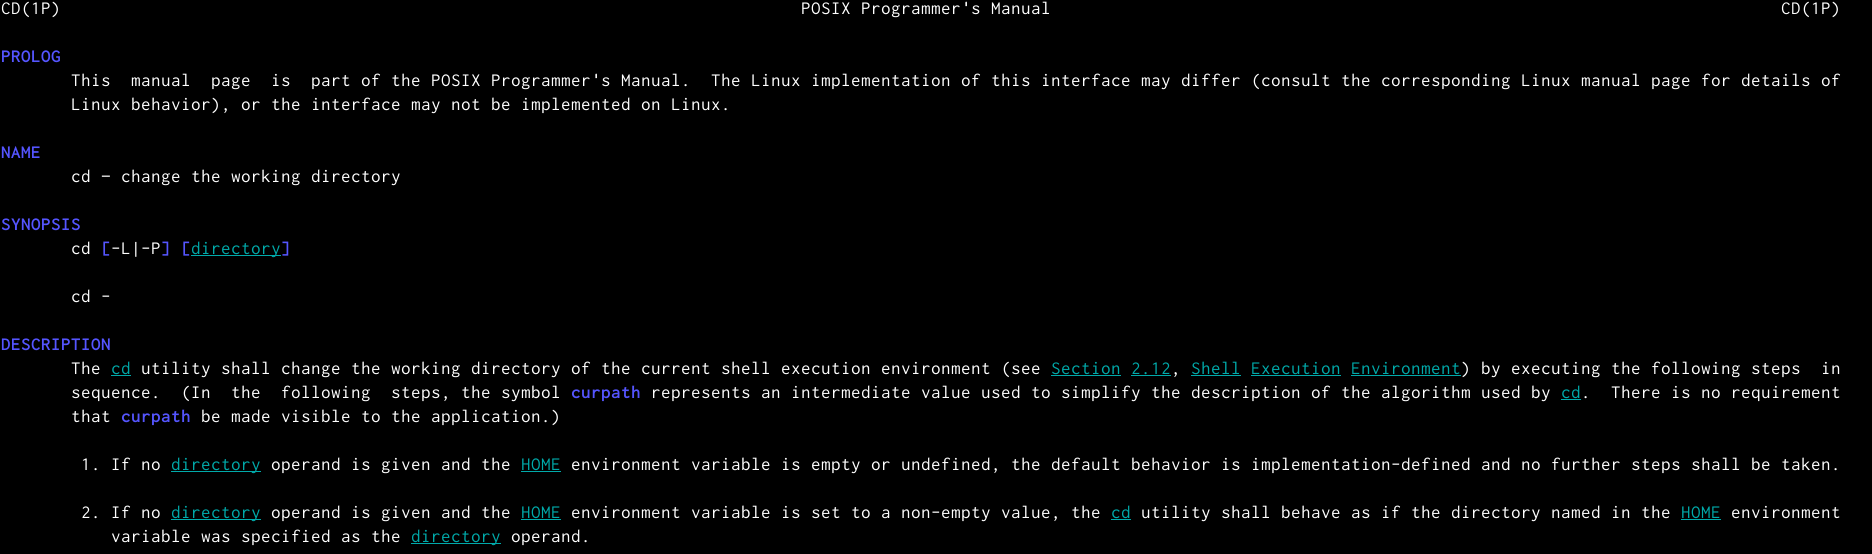 CD(1P) POSIX Programmer's Manual CD(1P)
PROLOG
This manual page is part of the POSIX Programmer's Manual. The Linux implementation of this interface may differ (consult the corresponding Linux manual page for details of
Linux behavior), or the interface may not be implemented on Linux.
NAME
cd — change the working directory
SYNOPSIS
cd [-L|-P] [directory]
cd -
DESCRIPTION
The cd utility shall change the working directory of the current shell execution environment (see Section 2.12, Shell Execution Environment) by executing the following steps in
sequence. (In the following steps, the symbol curpath represents an intermediate value used to simplify the description of the algorithm used by cd. There is no requirement
that curpath be made visible to the application.)
1. If no directory operand is given and the HOME environment variable is empty or undefined, the default behavior is implementation-defined and no further steps shall be taken.
2. If no directory operand is given and the HOME environment variable is set to a non-empty value, the cd utility shall behave as if the directory named in the HOME environment
variable was specified as the directory operand.